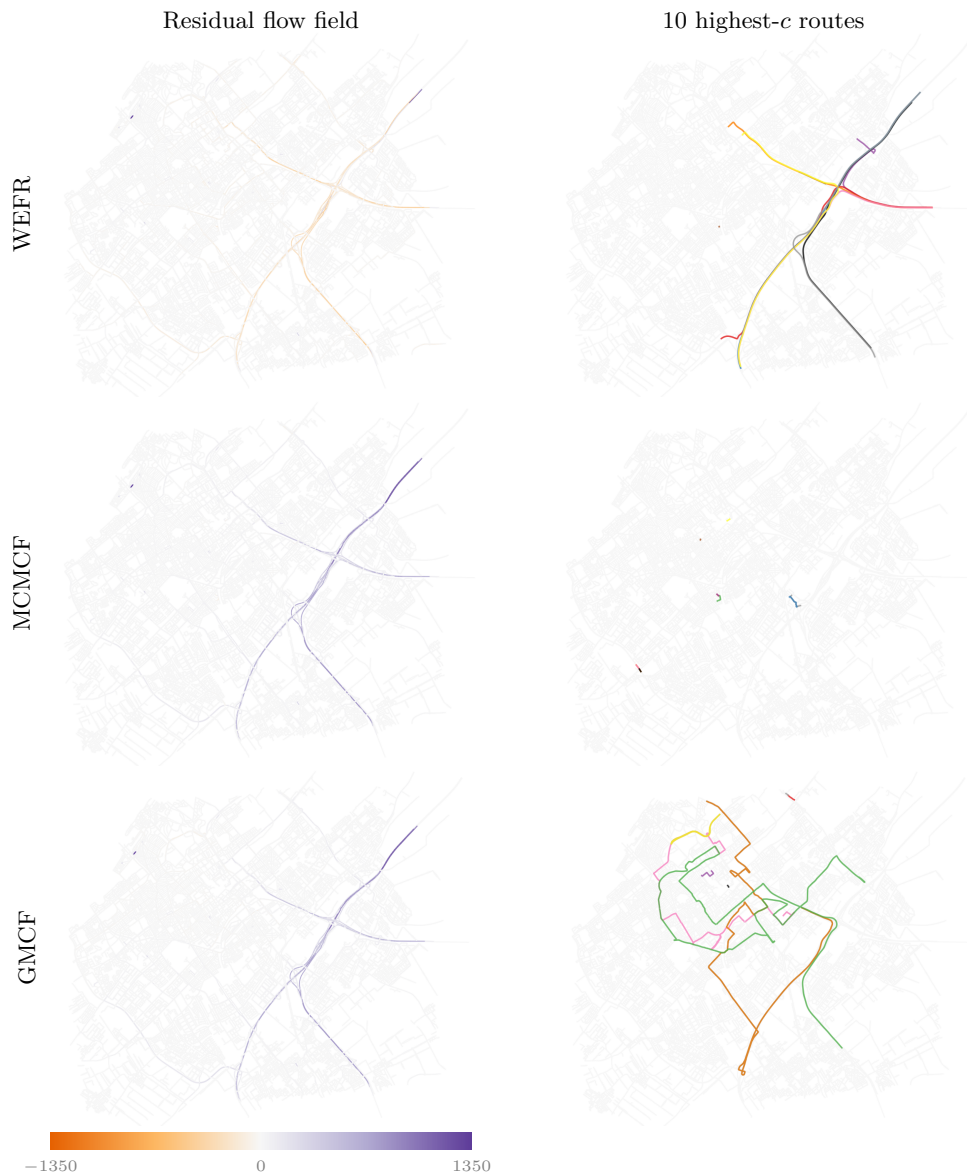 Residual flow field
10 highest-c routes
WEFR
MCMCF
GMCF
−1350 0 1350